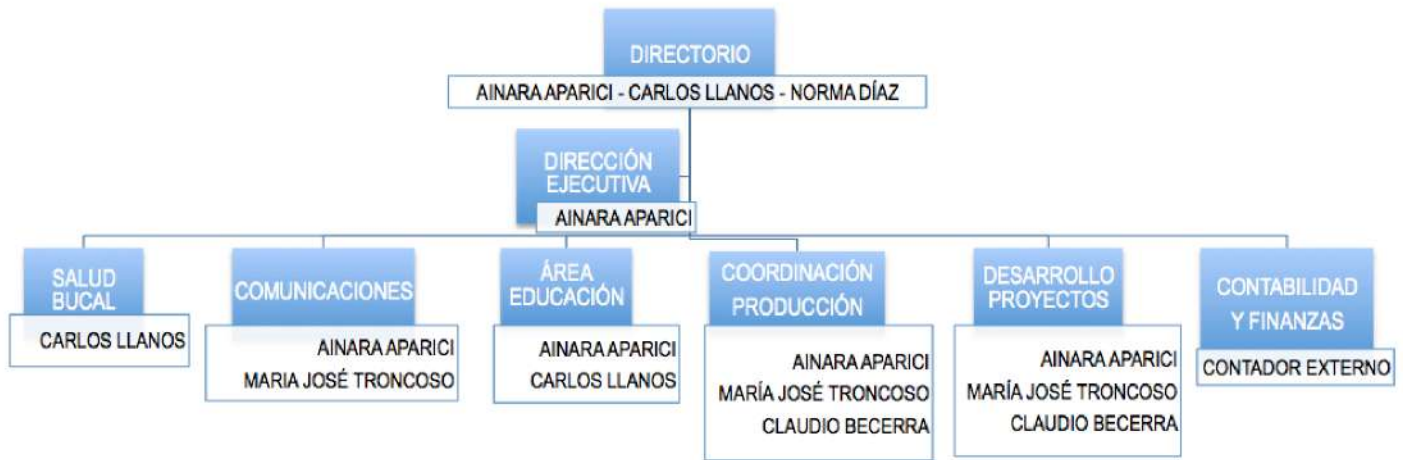 DIRECTORIO
AINARA APARICI - CARLOS LLANOS - NORMA DÍAZ
DIRECCIÓN
EJECUTIVA
AINARA APARICI
SALUD
BUCAL
CARLOS LLANOS
COMUNICACIONES
AINARA APARICI
MARIA JOSÉ TRONCOSO
ÁREA
EDUCACIÓN
AINARA APARICI
CARLOS LLANOS
COORDINACIÓN
PRODUCCIÓN
AINARA APARICI
MARÍA JOSÉ TRONCOSO
CLAUDIO BECERRA
DESARROLLO
PROYECTOS
AINARA APARICI
MARÍA JOSÉ TRONCOSO
CLAUDIO BECERRA
CONTABILIDAD
Y FINANZAS
CONTADOR EXTERNO